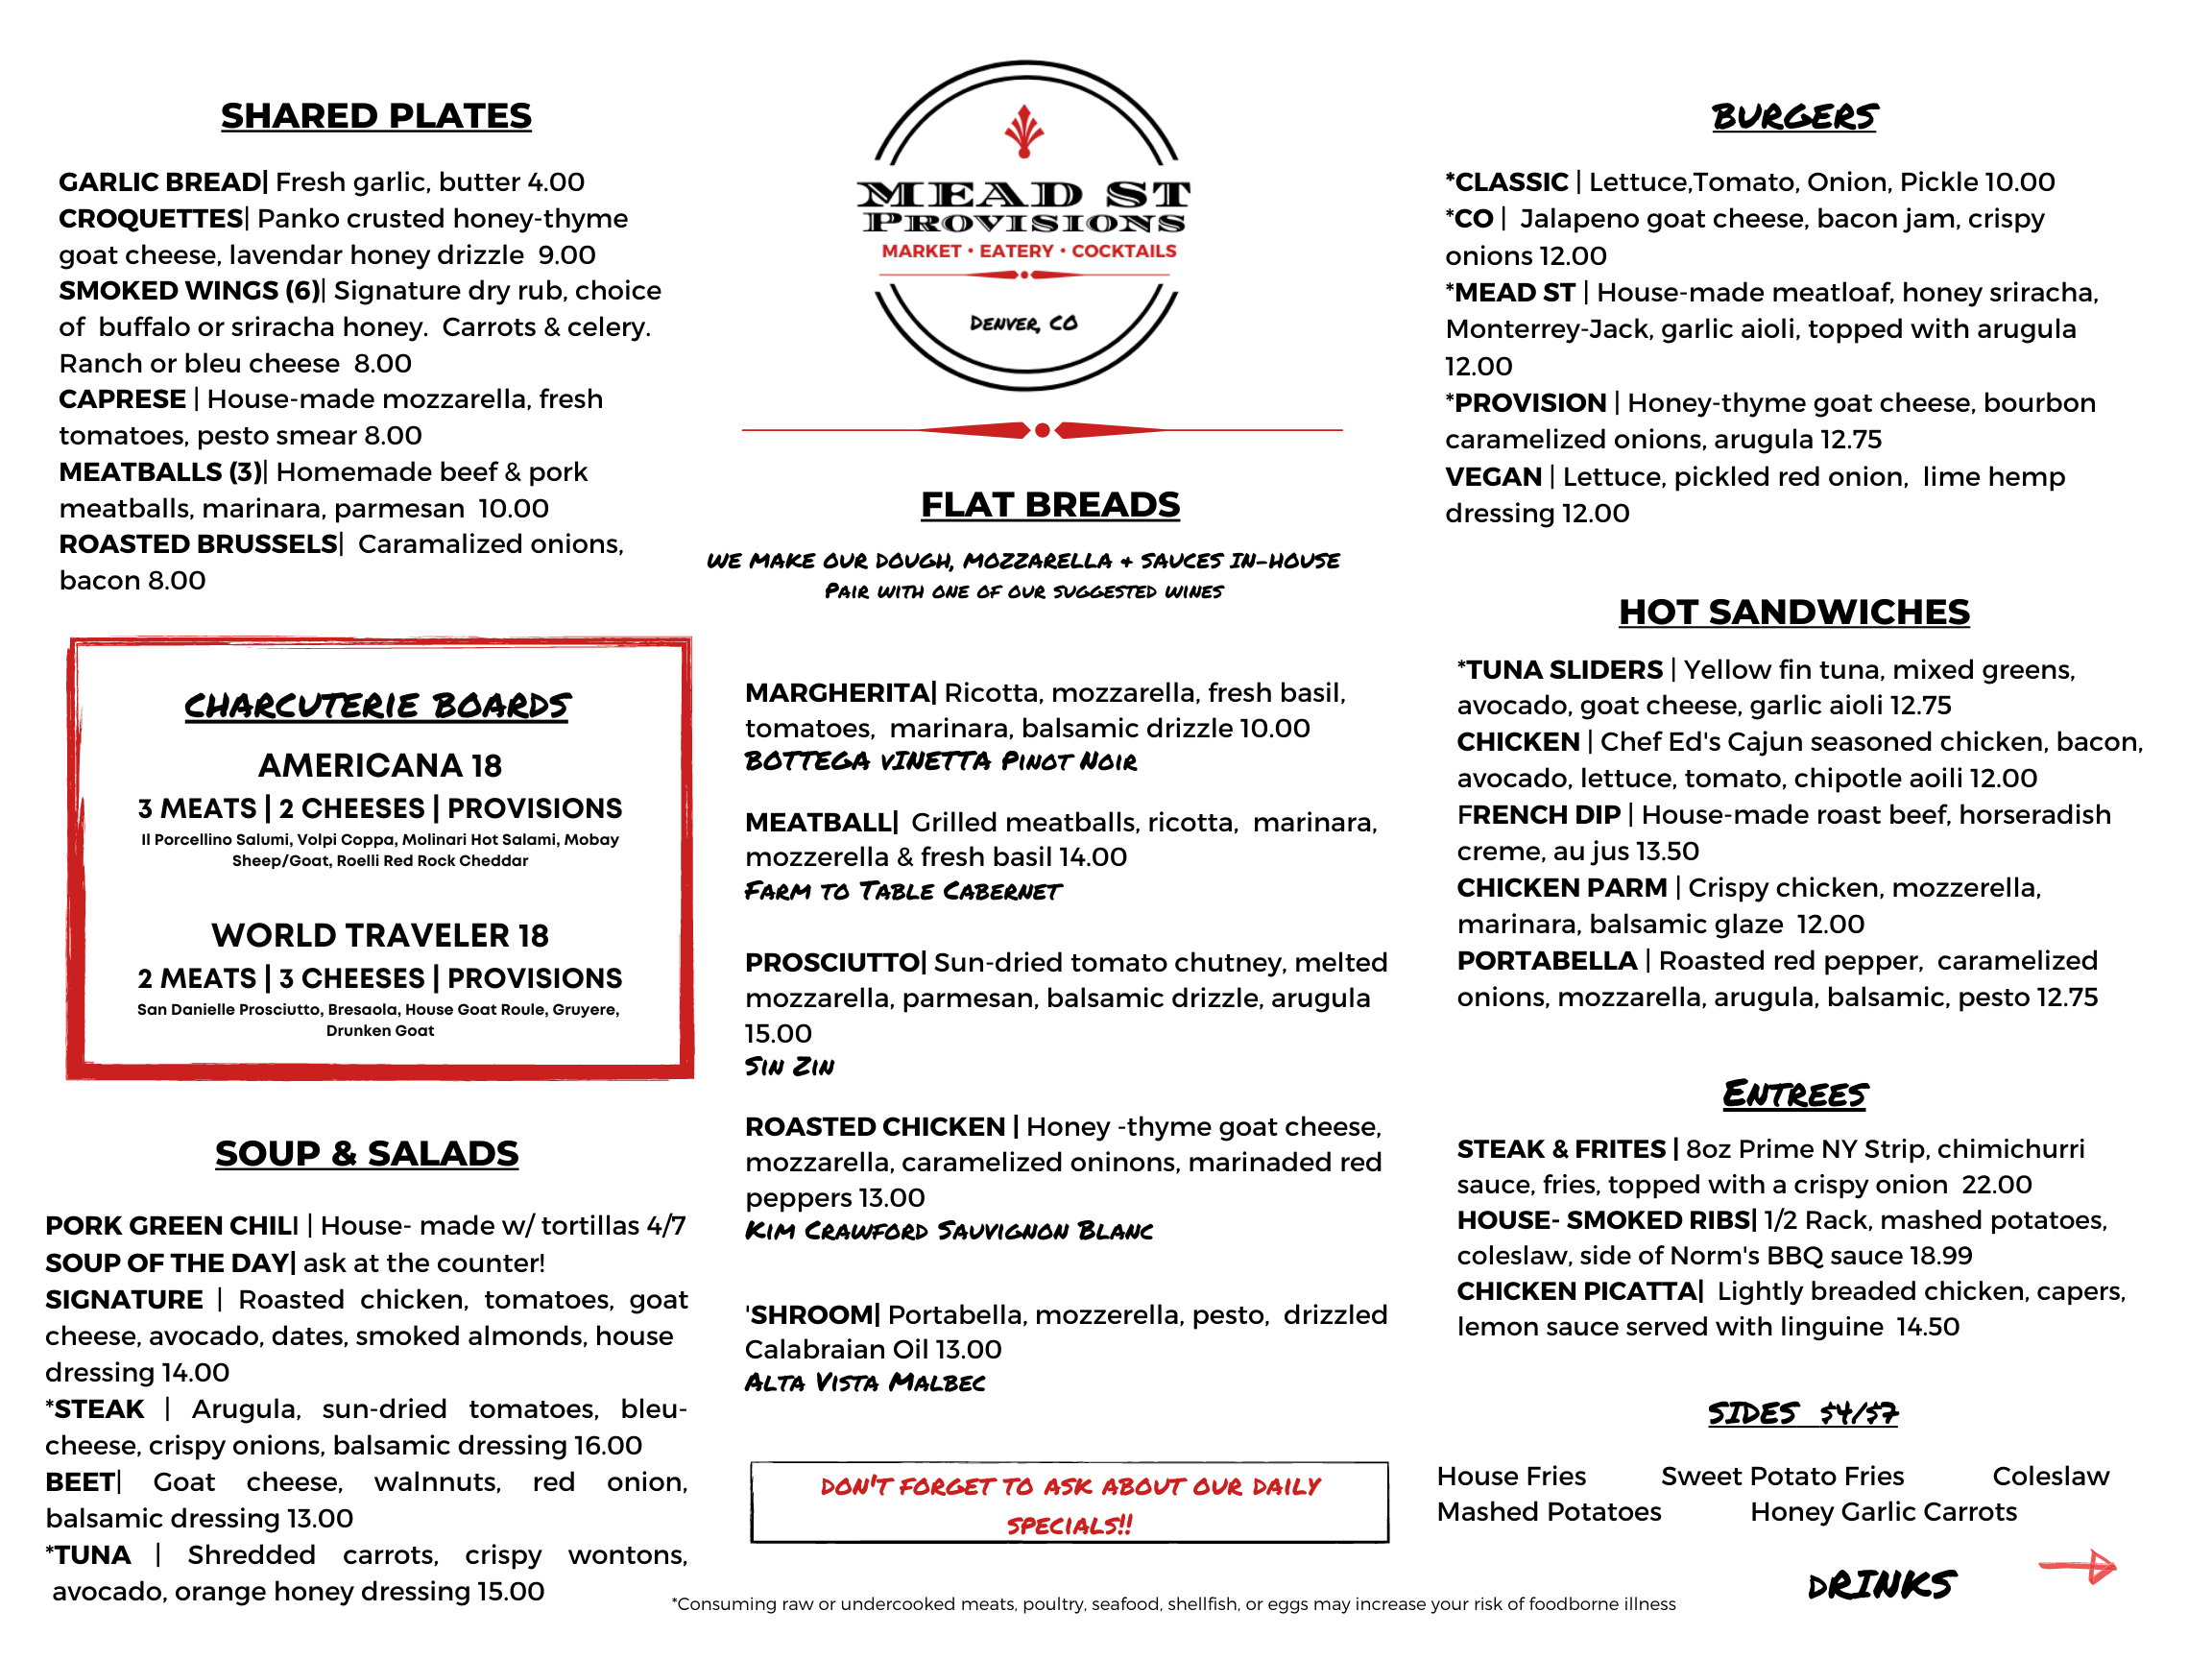 SHARED PLATES
GARLIC BREAD| Fresh garlic, butter 4.00
CROQUETTES| Panko crusted honey-thyme
goat cheese, lavendar honey drizzle 9.00
SMOKED WINGS (6)| Signature dry rub, choice
of buffalo or sriracha honey. Carrots & celery.
Ranch or bleu cheese 8.00
CAPRESE | House-made mozzarella, fresh
tomatoes, pesto smear 8.00
MEATBALLS (3)| Homemade beef & pork
meatballs, marinara, parmesan 10.00
ROASTED BRUSSELS| Caramalized onions,
bacon 8.00
CHARCUTERIE BOARDS
AMERICANA 18
3 MEATS | 2 CHEESES | PROVISIONS
Il Porcellino Salumi, Volpi Coppa, Molinari Hot Salami, Mobay
Sheep/Goat, Roelli Red Rock Cheddar
WORLD TRAVELER 18
2 MEATS | 3 CHEESES | PROVISIONS
San Danielle Prosciutto, Bresaola, House Goat Roule, Gruyere,
Drunken Goat
SOUP & SALADS
PORK GREEN CHILI | House- made w/ tortillas 4/7
SOUP OF THE DAY| ask at the counter!
SIGNATURE | Roasted chicken, tomatoes, goat
cheese, avocado, dates, smoked almonds, house
dressing 14.00
*STEAK | Arugula, sun-dried tomatoes, bleu-
cheese, crispy onions, balsamic dressing 16.00
BEET| Goat cheese, walnnuts, red onion,
balsamic dressing 13.00
*TUNA | Shredded carrots, crispy wontons,
avocado, orange honey dressing 15.00
MEAD ST
PROVISIONS
MARKET • EATERY • COCKTAILS
DENVER, CO
FLAT BREADS
WE MAKE OUR DOUGH, MOZZARELLA + SAUCES IN-HOUSE
PAIR WITH ONE OF OUR SUGGESTED WINES
MARGHERITA| Ricotta, mozzarella, fresh basil,
tomatoes, marinara, balsamic drizzle 10.00
BOTTEGA VINETTA PINOT NOIR
MEATBALL| Grilled meatballs, ricotta, marinara,
mozzerella & fresh basil 14.00
FARM TO TABLE CABERNET
PROSCIUTTO| Sun-dried tomato chutney, melted
mozzarella, parmesan, balsamic drizzle, arugula
15.00
SIN ZIN
ROASTED CHICKEN | Honey -thyme goat cheese,
mozzarella, caramelized oninons, marinaded red
peppers 13.00
KIM CRAWFORD SAUVIGNON BLANC
'SHROOM| Portabella, mozzerella, pesto, drizzled
Calabraian Oil 13.00
ALTA VISTA MALBEC
DON'T FORGET TO ASK ABOUT OUR DAILY
SPECIALS!!
BURGERS
*CLASSIC | Lettuce,Tomato, Onion, Pickle 10.00
*CO | Jalapeno goat cheese, bacon jam, crispy
onions 12.00
*MEAD ST | House-made meatloaf, honey sriracha,
Monterrey-Jack, garlic aioli, topped with arugula
12.00
*PROVISION | Honey-thyme goat cheese, bourbon
caramelized onions, arugula 12.75
VEGAN | Lettuce, pickled red onion, lime hemp
dressing 12.00
HOT SANDWICHES
*TUNA SLIDERS | Yellow fin tuna, mixed greens,
avocado, goat cheese, garlic aioli 12.75
CHICKEN | Chef Ed's Cajun seasoned chicken, bacon,
avocado, lettuce, tomato, chipotle aoili 12.00
FRENCH DIP | House-made roast beef, horseradish
creme, au jus 13.50
CHICKEN PARM | Crispy chicken, mozzerella,
marinara, balsamic glaze 12.00
PORTABELLA | Roasted red pepper, caramelized
onions, mozzarella, arugula, balsamic, pesto 12.75
ENTREES
STEAK & FRITES | 8oz Prime NY Strip, chimichurri
sauce, fries, topped with a crispy onion 22.00
HOUSE- SMOKED RIBS| 1/2 Rack, mashed potatoes,
coleslaw, side of Norm's BBQ sauce 18.99
CHICKEN PICATTA| Lightly breaded chicken, capers,
lemon sauce served with linguine 14.50
SIDES $4/$7
House Fries Sweet Potato Fries Coleslaw
Mashed Potatoes Honey Garlic Carrots
DRINKS
*Consuming raw or undercooked meats, poultry, seafood, shellfish, or eggs may increase your risk of foodborne illness